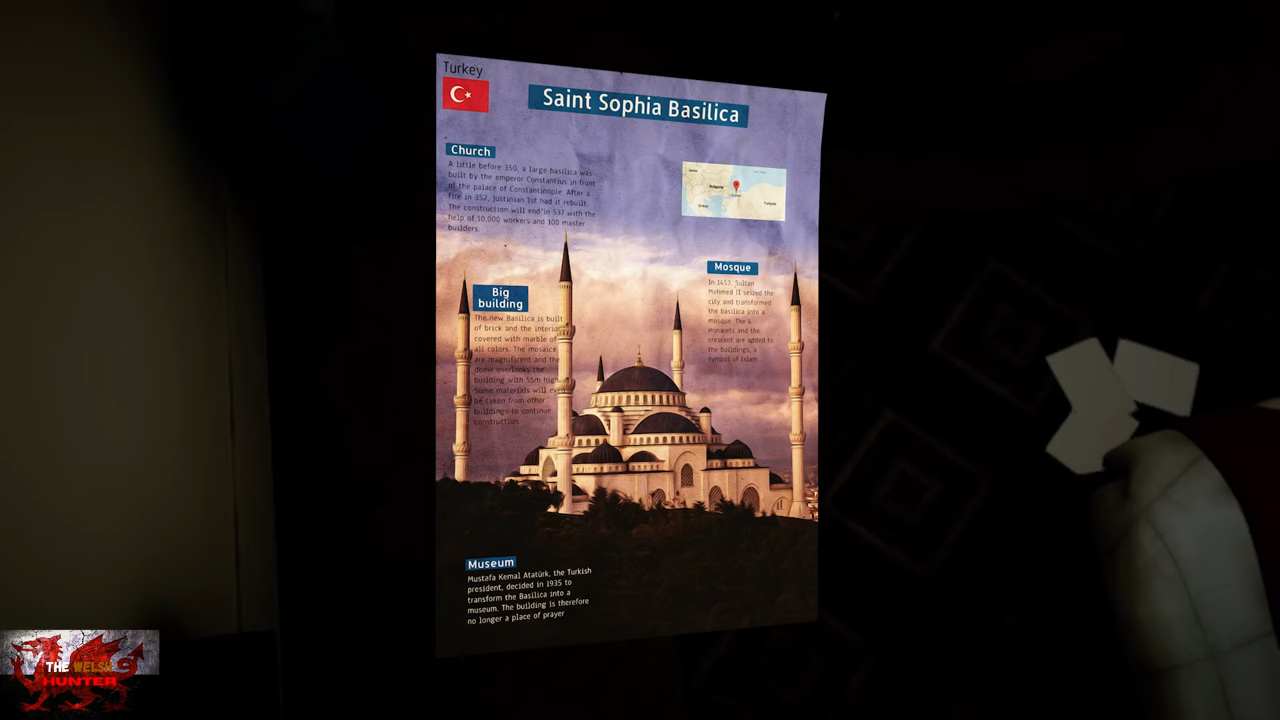 Turkey
Saint Sophia Basilica
Church
A little before 350, a large basilica was
built by the emperor Constantius in front
of the palace of Constantinople. After a
fire in 352, Justinian 1st had it rebuilt.
The construction will end in 537 with the
help of 10,000 workers and 100 master
builders.
Bulgaria
Mosque
In 1453, Sultan
Mehmed II seized the
city and transformed
the basilica into a
mosque. The 4
minarets and the
crescent are added to
the buildings, a
symbol of Islam.
Big
building
The new Basilica is built
of brick and the interior
covered with marble of
all colors. The mosaics
are magnificent and the
dome overlooks the
building with 55m high.
Some materials will even
be taken from other
buildings to continue
construction.
Museum
Mustafa Kemal Atatürk, the Turkish
president, decided in 1935 to
transform the Basilica into a
museum. The building is therefore
no longer a place of prayer
THE WELSH
HUNTER